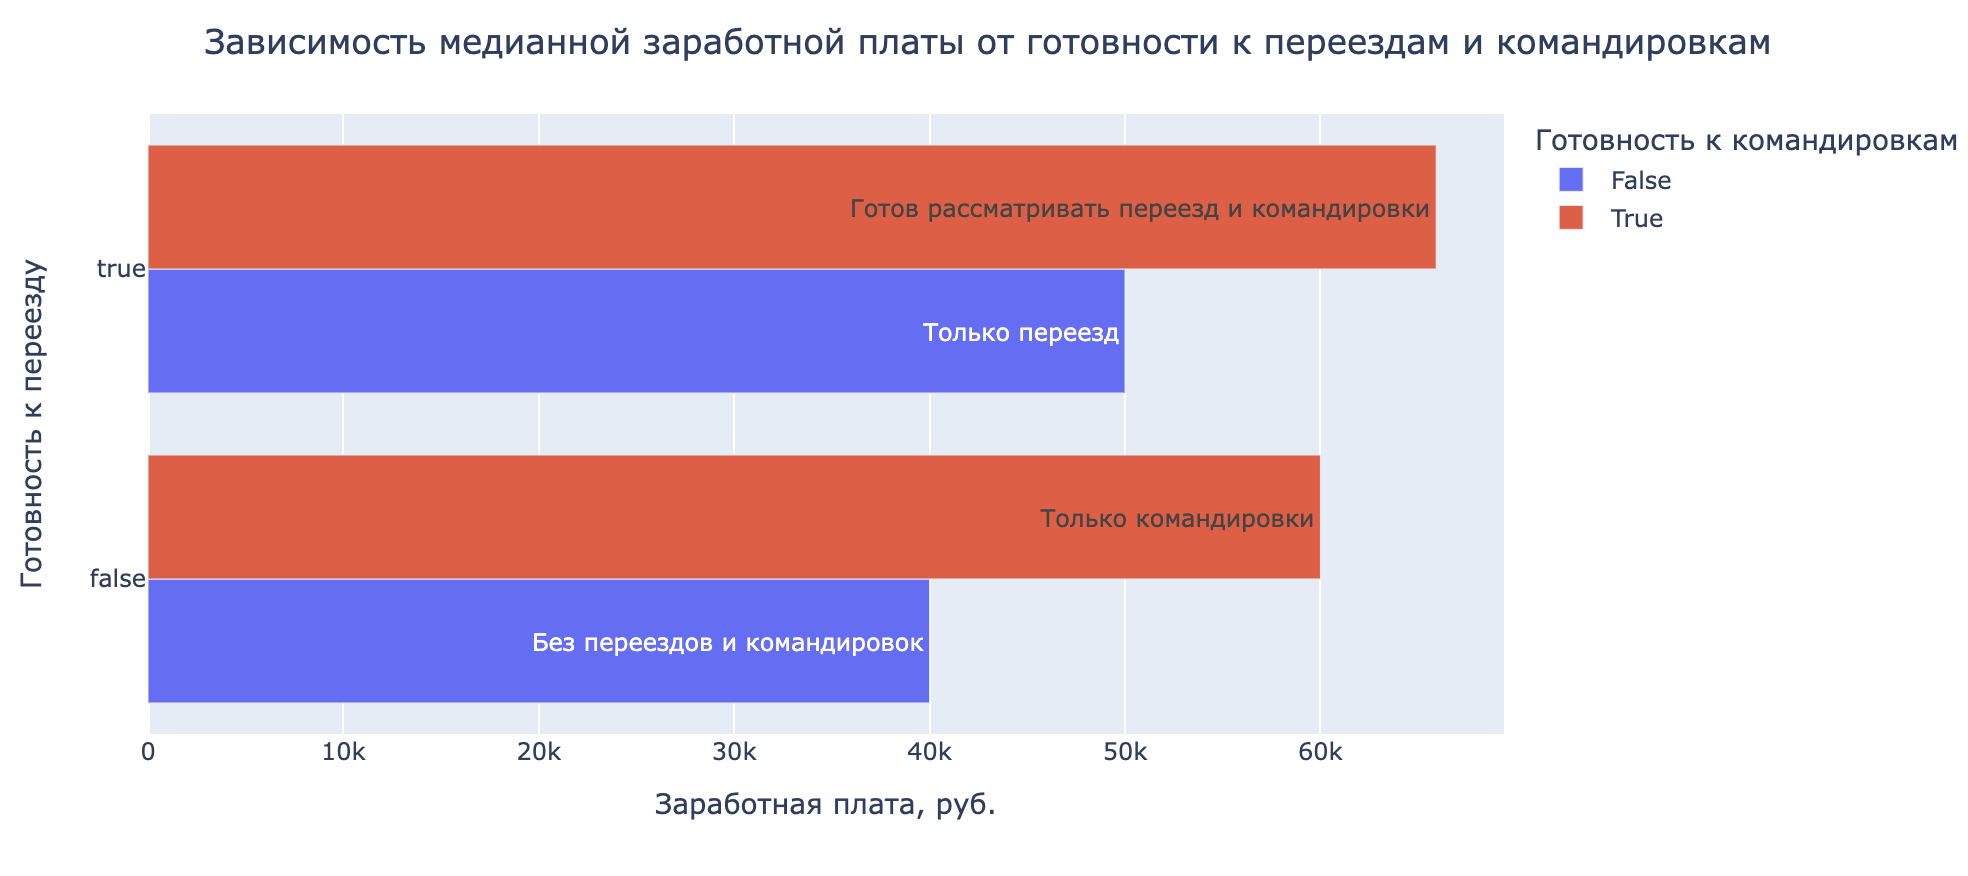 Зависимость медианной заработной платы от готовности к переездам и командировкам
Готовность к командировкам
False
True
Готовность к переезду
true
Готов рассматривать переезд и командировки
Только переезд
false
Только командировки
Без переездов и командировок
0 10k 20k 30k 40k 50k 60k
Заработная плата, руб.